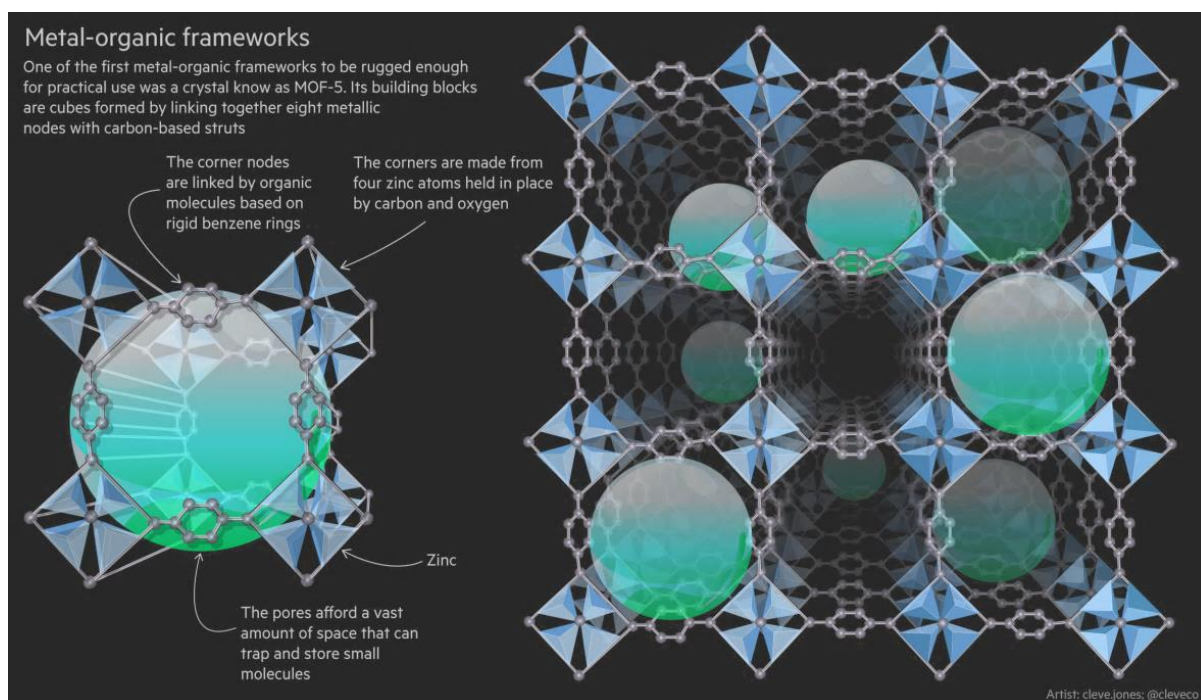 Metal-organic frameworks
One of the first metal-organic frameworks to be rugged enough
for practical use was a crystal know as MOF-5. Its building blocks
are cubes formed by linking together eight metallic
nodes with carbon-based struts
The corner nodes
are linked by organic
molecules based on
rigid benzene rings
The corners are made from
four zinc atoms held in place
by carbon and oxygen
Zinc
The pores afford a vast
amount of space that can
trap and store small
molecules
Artist: cleve.jones; @cleveco